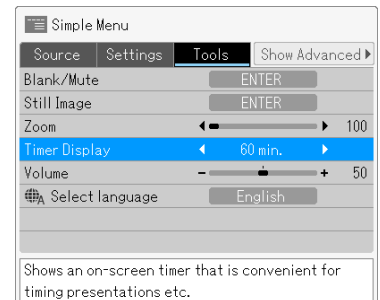 Simple Menu
Source Settings Tools Show Advanced
Blank/Mute ENTER
Still Image ENTER
Zoom 100
Timer Display 60 min.
Volume - + 50
Select language English
Shows an on-screen timer that is convenient for
timing presentations etc.